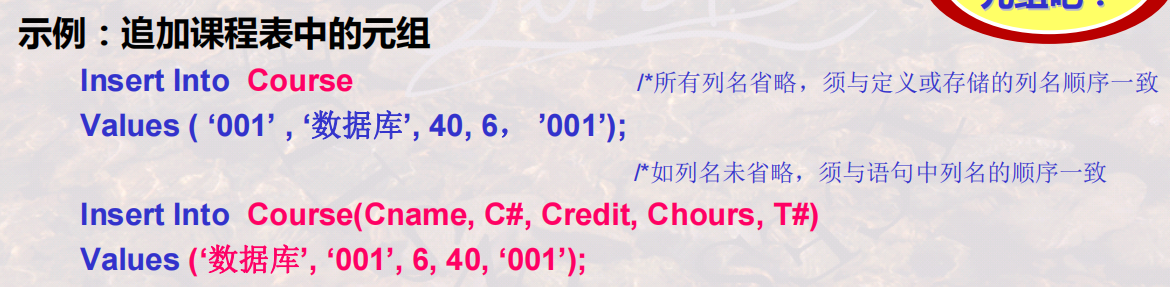 元组吧！
示例：追加课程表中的元组
Insert Into Course /*所有列名省略，须与定义或存储的列名顺序一致
Values ( ‘001’ , ‘数据库’, 40, 6， ’001’);
/*如列名未省略，须与语句中列名的顺序一致
Insert Into Course(Cname, C#, Credit, Chours, T#)
Values (‘数据库’, ‘001’, 6, 40, ‘001’);